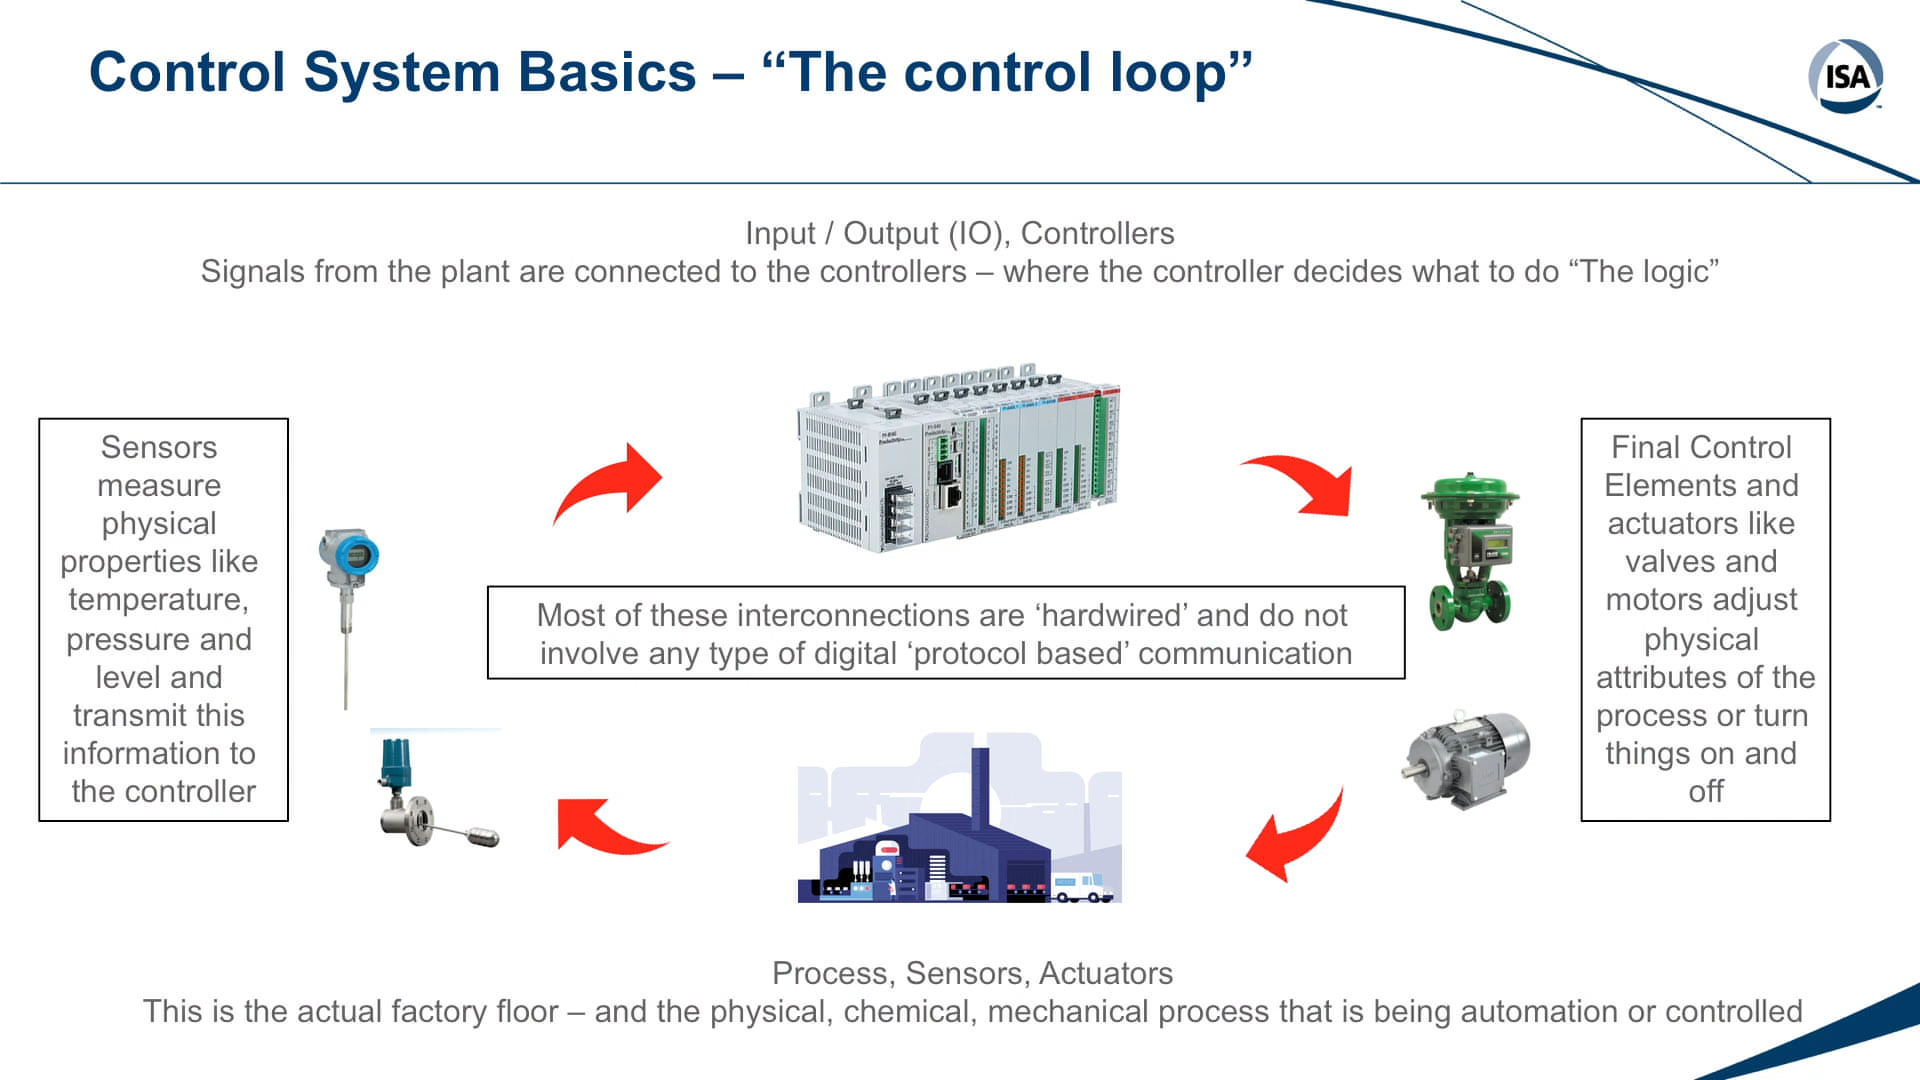 Control System Basics – “The control loop”
ISA
Input / Output (IO), Controllers
Signals from the plant are connected to the controllers – where the controller decides what to do “The logic”
Sensors
measure
physical
properties like
temperature,
pressure and
level and
transmit this
information to
the controller
Most of these interconnections are ‘hardwired’ and do not
involve any type of digital ‘protocol based’ communication
Final Control
Elements and
actuators like
valves and
motors adjust
physical
attributes of the
process or turn
things on and
off
Process, Sensors, Actuators
This is the actual factory floor – and the physical, chemical, mechanical process that is being automation or controlled